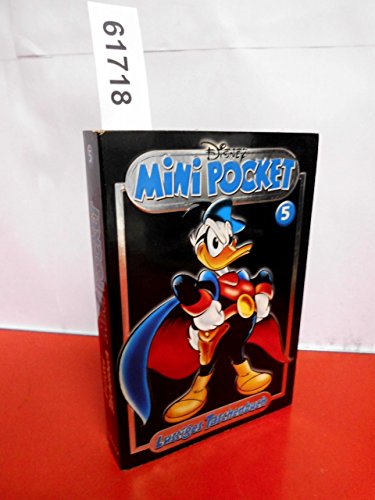 61718
Disney
MiNi POCKET
5
Lustiges Taschenbuch